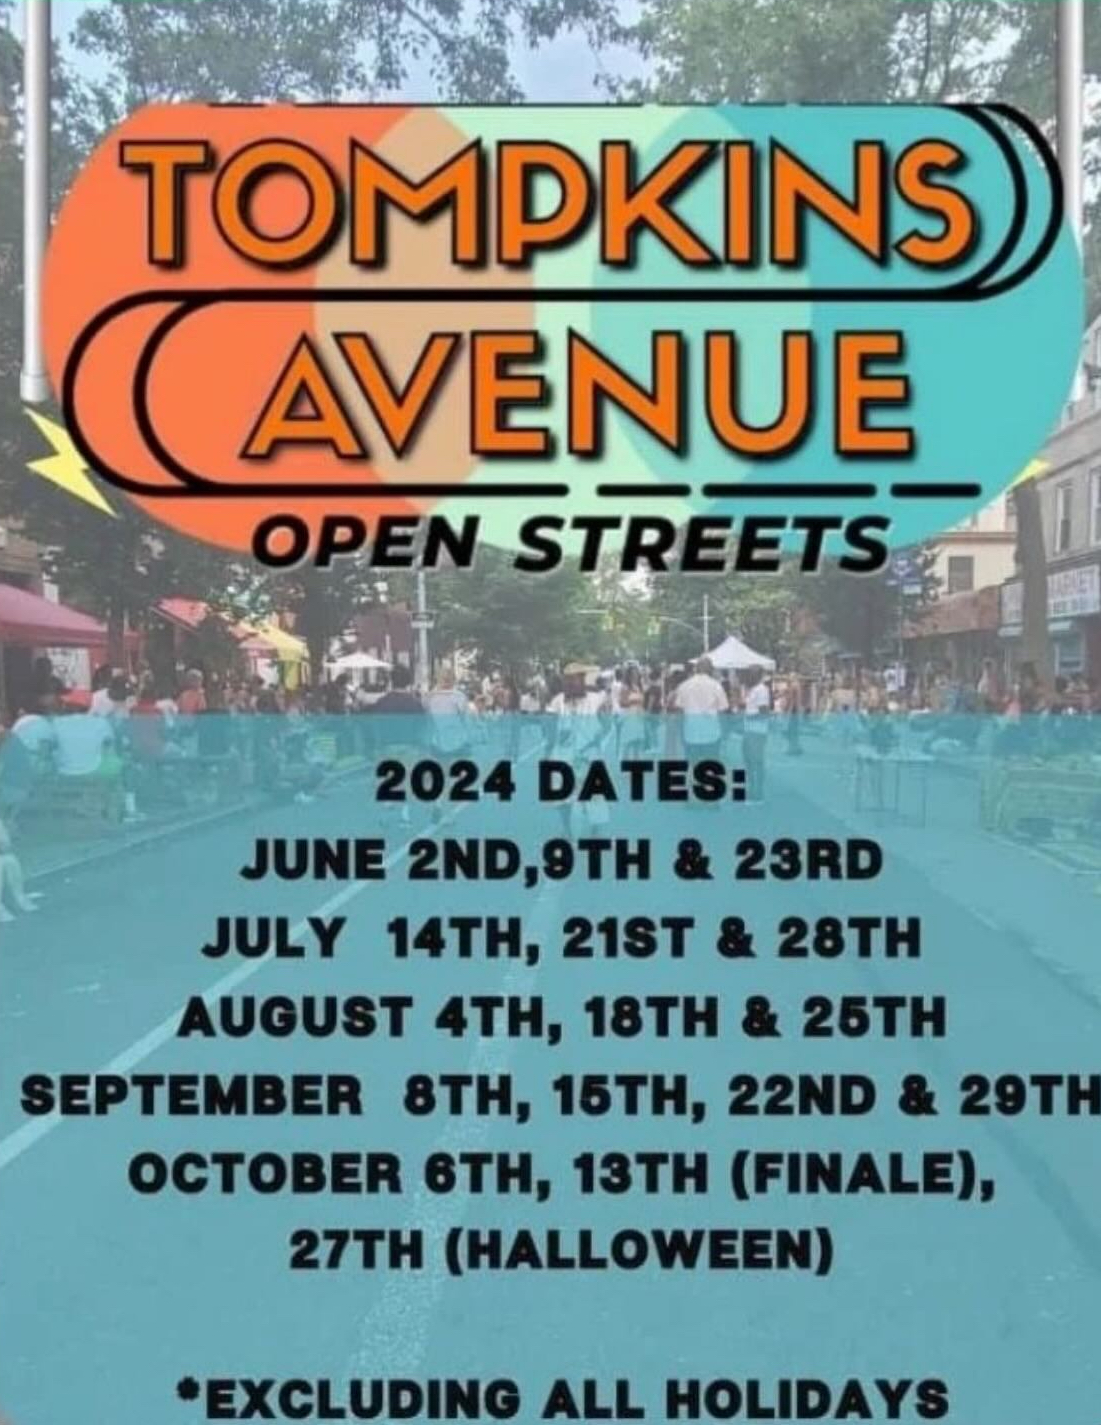 TOMPKINS
AVENUE
OPEN STREETS
MARKET
2024 DATES:
JUNE 2ND,9TH & 23RD
JULY 14TH, 21ST & 28TH
AUGUST 4TH, 18TH & 25TH
SEPTEMBER 8TH, 15TH, 22ND & 29TH
OCTOBER 6TH, 13TH (FINALE),
27TH (HALLOWEEN)
*EXCLUDING ALL HOLIDAYS